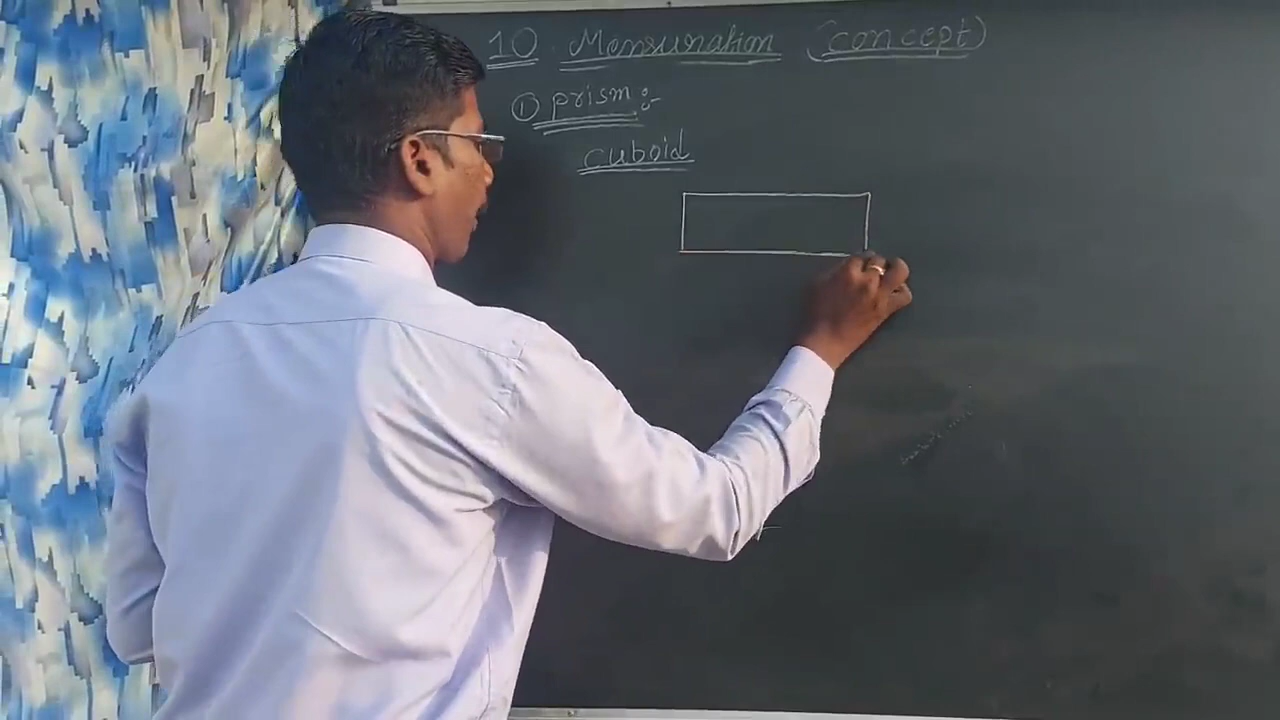 10. Mensuration (concept)
① prism :-
cuboid